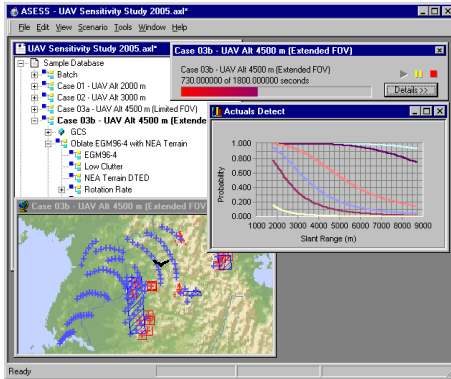 ASESS - UAV Sensitivity Study 2005.axl*
File Edit View Scenario Tools Window Help
UAV Sensitivity Study 2005.axl*
Sample Database
Batch
Case 01 - UAV Alt 2000 m
Case 02 - UAV Alt 3000 m
Case 03a - UAV Alt 4500 m (Limited FOV)
Case 03b - UAV Alt 4500 m (Extende
GCS
Oblate EGM96-4 with NEA Terrain
EGM96-4
Low Clutter
NEA Terrain DTED
Rotation Rate
Case 03b - UAV Alt 4500 m (Extended FOV)
Case 03b - UAV Alt 4500 m (Extended FOV)
730.000000 of 1800.000000 seconds
Details >>
Actuals Detect
Probability
1.000
0.800
0.600
0.400
0.200
0.000
1000 2000 3000 4000 5000 6000 7000 8000 9000
Slant Range (m)
Case 03b - UAV Alt 4500 m (Extended FOV
Ready